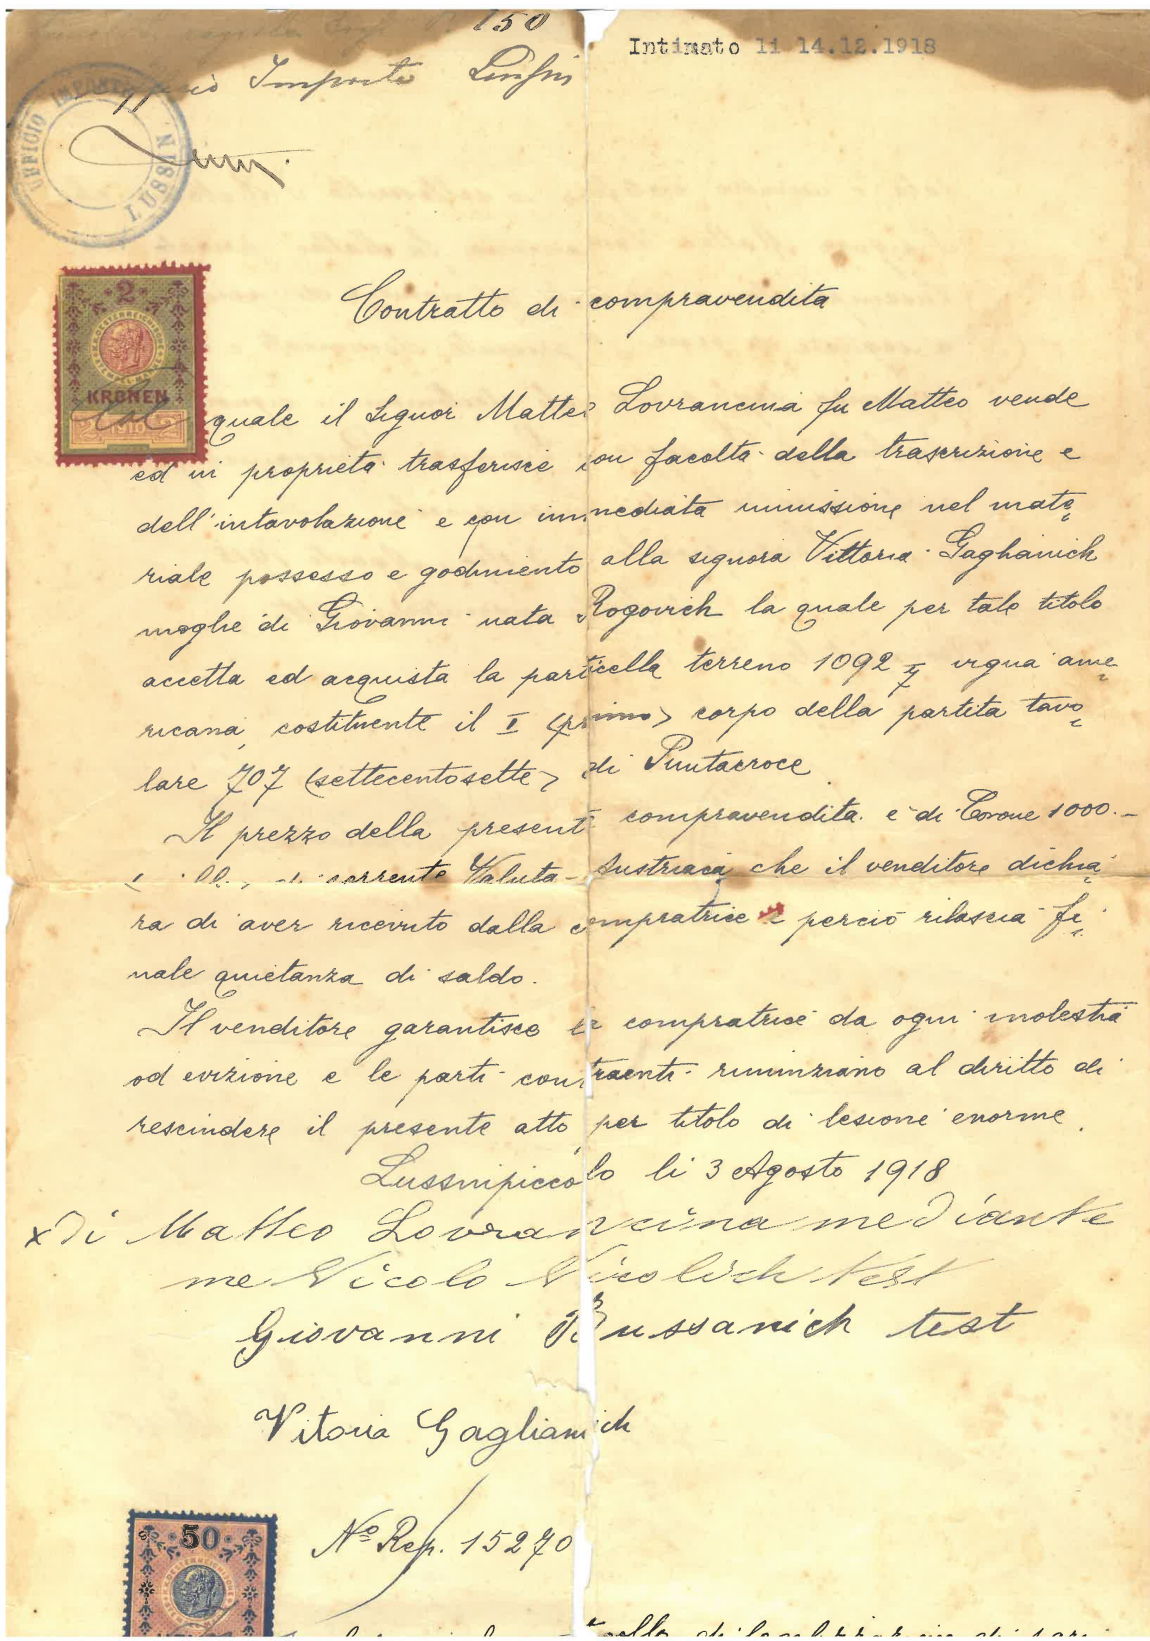 150
Intimato li 14.12.1918
Imposte Lussin
UFFICIO IMPOSTE LUSSIN
Contratto di compravendita
2
KRONEN
1910
quale il Signor Matteo Lovrancina fu Matteo vende
ed in proprietà trasferisce con facoltà della trascrizione e
dell'intavolazione e con immediata immissione nel mate
riale possesso e godimento alla signora Vittoria Gaglianich
moglie di Giovanni nata Rogovich la quale per tale titolo
accetta ed acquista la particella terreno 1092 vigna ame
ricana, costituente il I (primo) corpo della partita tavo
lare 707 (settecentosette) di Puntacroce.
Il prezzo della presente compravendita è di Corone 1000.-
corrente Valuta Austriaca che il venditore dichia
ra di aver ricevuto dalla compratrice e perciò rilascia fi
nale quietanza di saldo.
Il venditore garantisce la compratrice da ogni molestia
od evizione e le parti contraenti rinunziano al diritto di
rescindere il presente atto per titolo di lesione enorme.
Lussinpiccolo li 3 Agosto 1918
x Di Matteo Lovrancina mediante
me Nicolo Nicolich test
Giovanni Bussanich test
Vitoria Gaglianich
50
No Rep. 15270